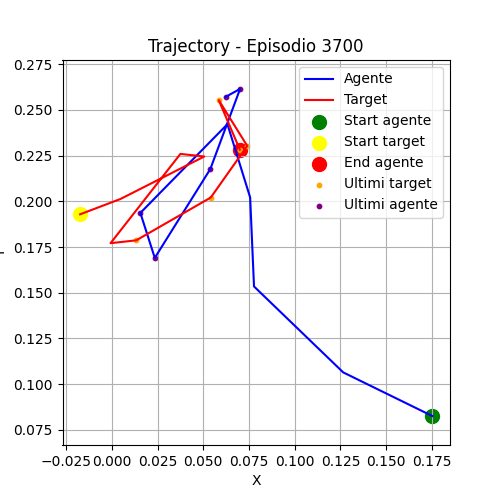 Trajectory - Episodio 3700
0.275
0.250
0.225
0.200
0.175
0.150
0.125
0.100
0.075
Agente
Target
Start agente
Start target
End agente
Ultimi target
Ultimi agente
−0.025 0.000 0.025 0.050 0.075 0.100 0.125 0.150 0.175
X